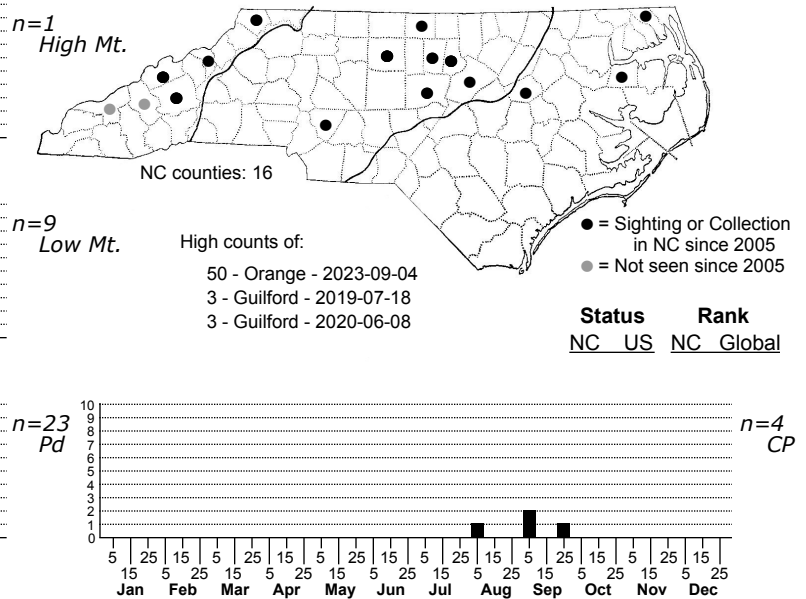 n=1
High Mt.
NC counties: 16
n=9
Low Mt.
High counts of:
50 - Orange - 2023-09-04
3 - Guilford - 2019-07-18
3 - Guilford - 2020-06-08
= Sighting or Collection
in NC since 2005
= Not seen since 2005
Status Rank
NC US NC Global
n=23
Pd
n=4
CP
10
9
8
7
6
5
4
3
2
1
0
5 25 15 5 25 15 5 25 15 5 25 15 5 25 15 5 25 15
15 5 25 15 5 25 15 5 25 15 5 25 15 5 25 15 5 25
Jan Feb Mar Apr May Jun Jul Aug Sep Oct Nov Dec